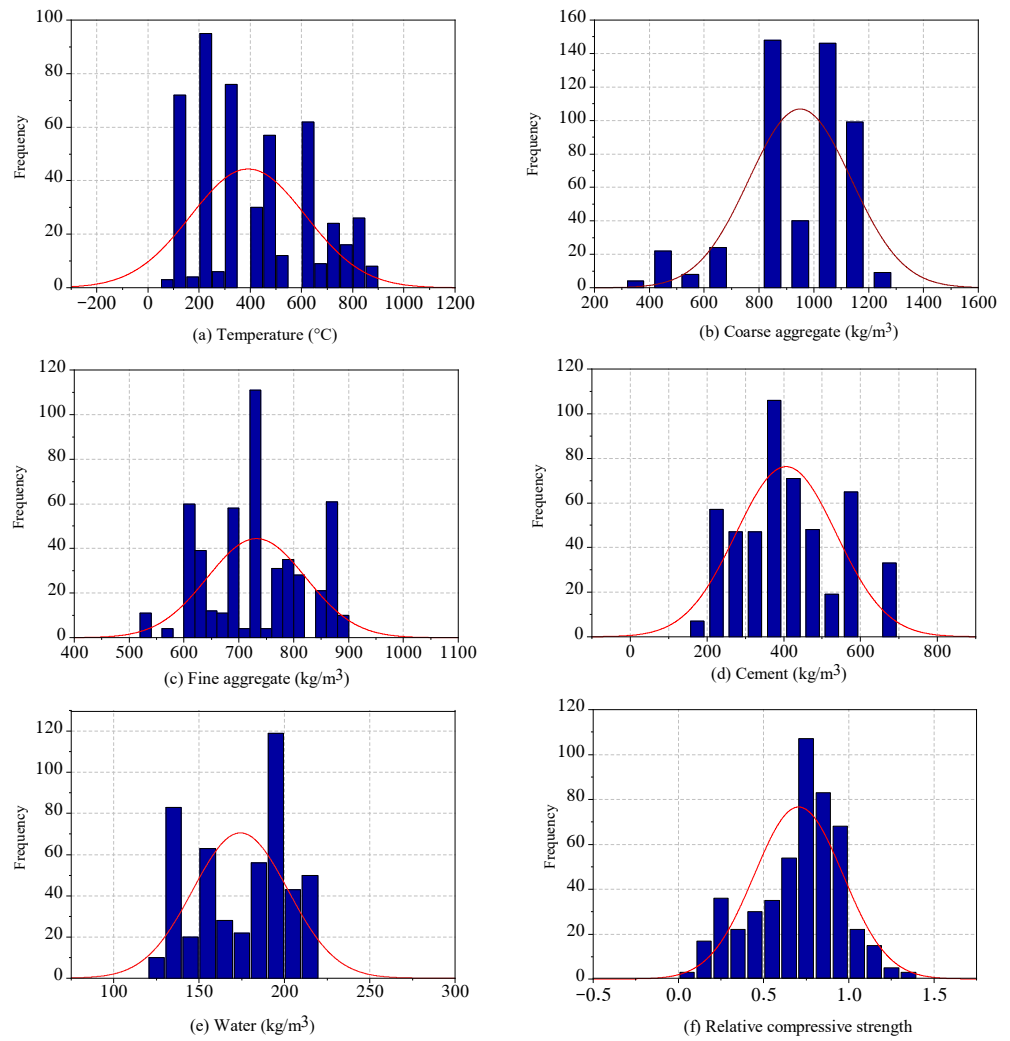 100
80
60
40
20
0
Frequency
−200 0 200 400 600 800 1000 1200
(a) Temperature (°C)
160
140
120
100
80
60
40
20
0
Frequency
200 400 600 800 1000 1200 1400 1600
(b) Coarse aggregate (kg/m³)
120
100
80
60
40
20
0
Frequency
400 500 600 700 800 900 1000 1100
(c) Fine aggregate (kg/m³)
120
100
80
60
40
20
0
Frequency
0 200 400 600 800
(d) Cement (kg/m³)
120
100
80
60
40
20
0
Frequency
100 150 200 250 300
(e) Water (kg/m³)
120
100
80
60
40
20
0
Frequency
−0.5 0.0 0.5 1.0 1.5
(f) Relative compressive strength